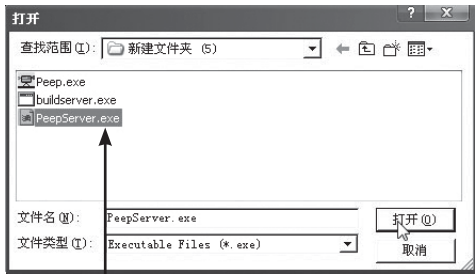 打开
查找范围(I): 新建文件夹 (5)
Peep.exe
buildserver.exe
PeepServer.exe
文件名(N): PeepServer.exe 打开(O)
文件类型(T): Executable Files (*.exe) 取消